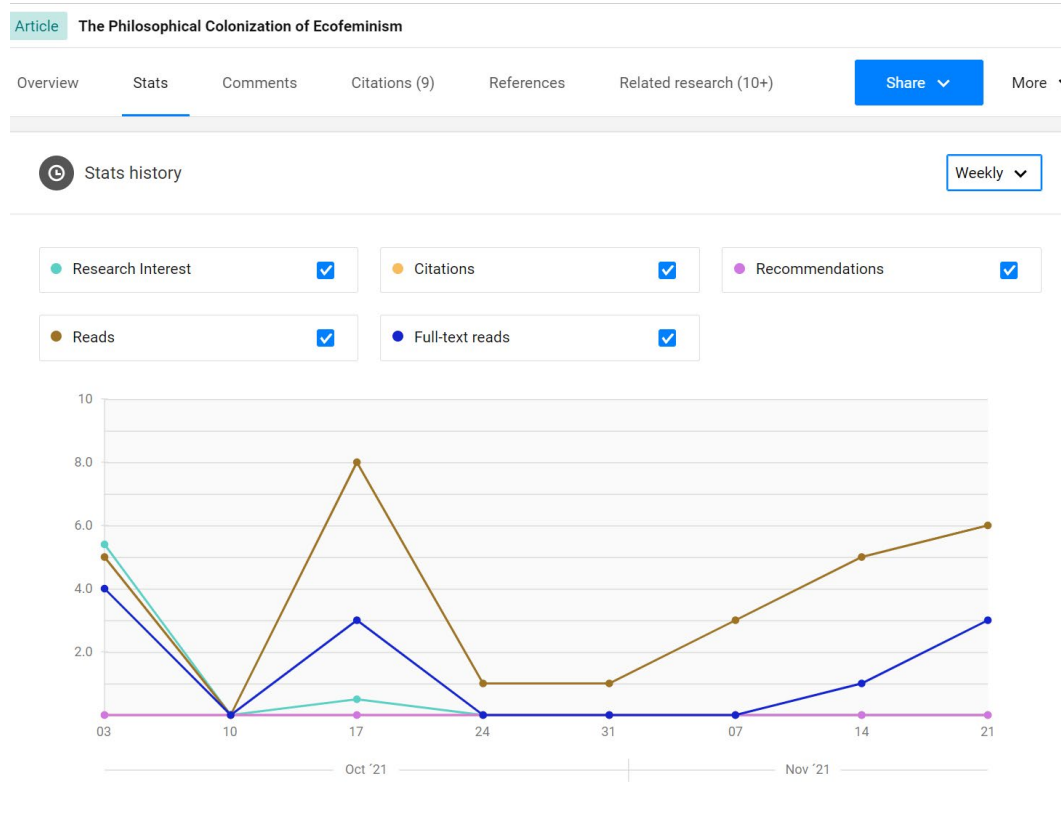 Article The Philosophical Colonization of Ecofeminism
Overview Stats Comments Citations (9) References Related research (10+) Share More
Stats history Weekly
Research Interest Citations Recommendations
Reads Full-text reads
10
8.0
6.0
4.0
2.0
03 10 17 24 31 07 14 21
Oct ´21 Nov ´21